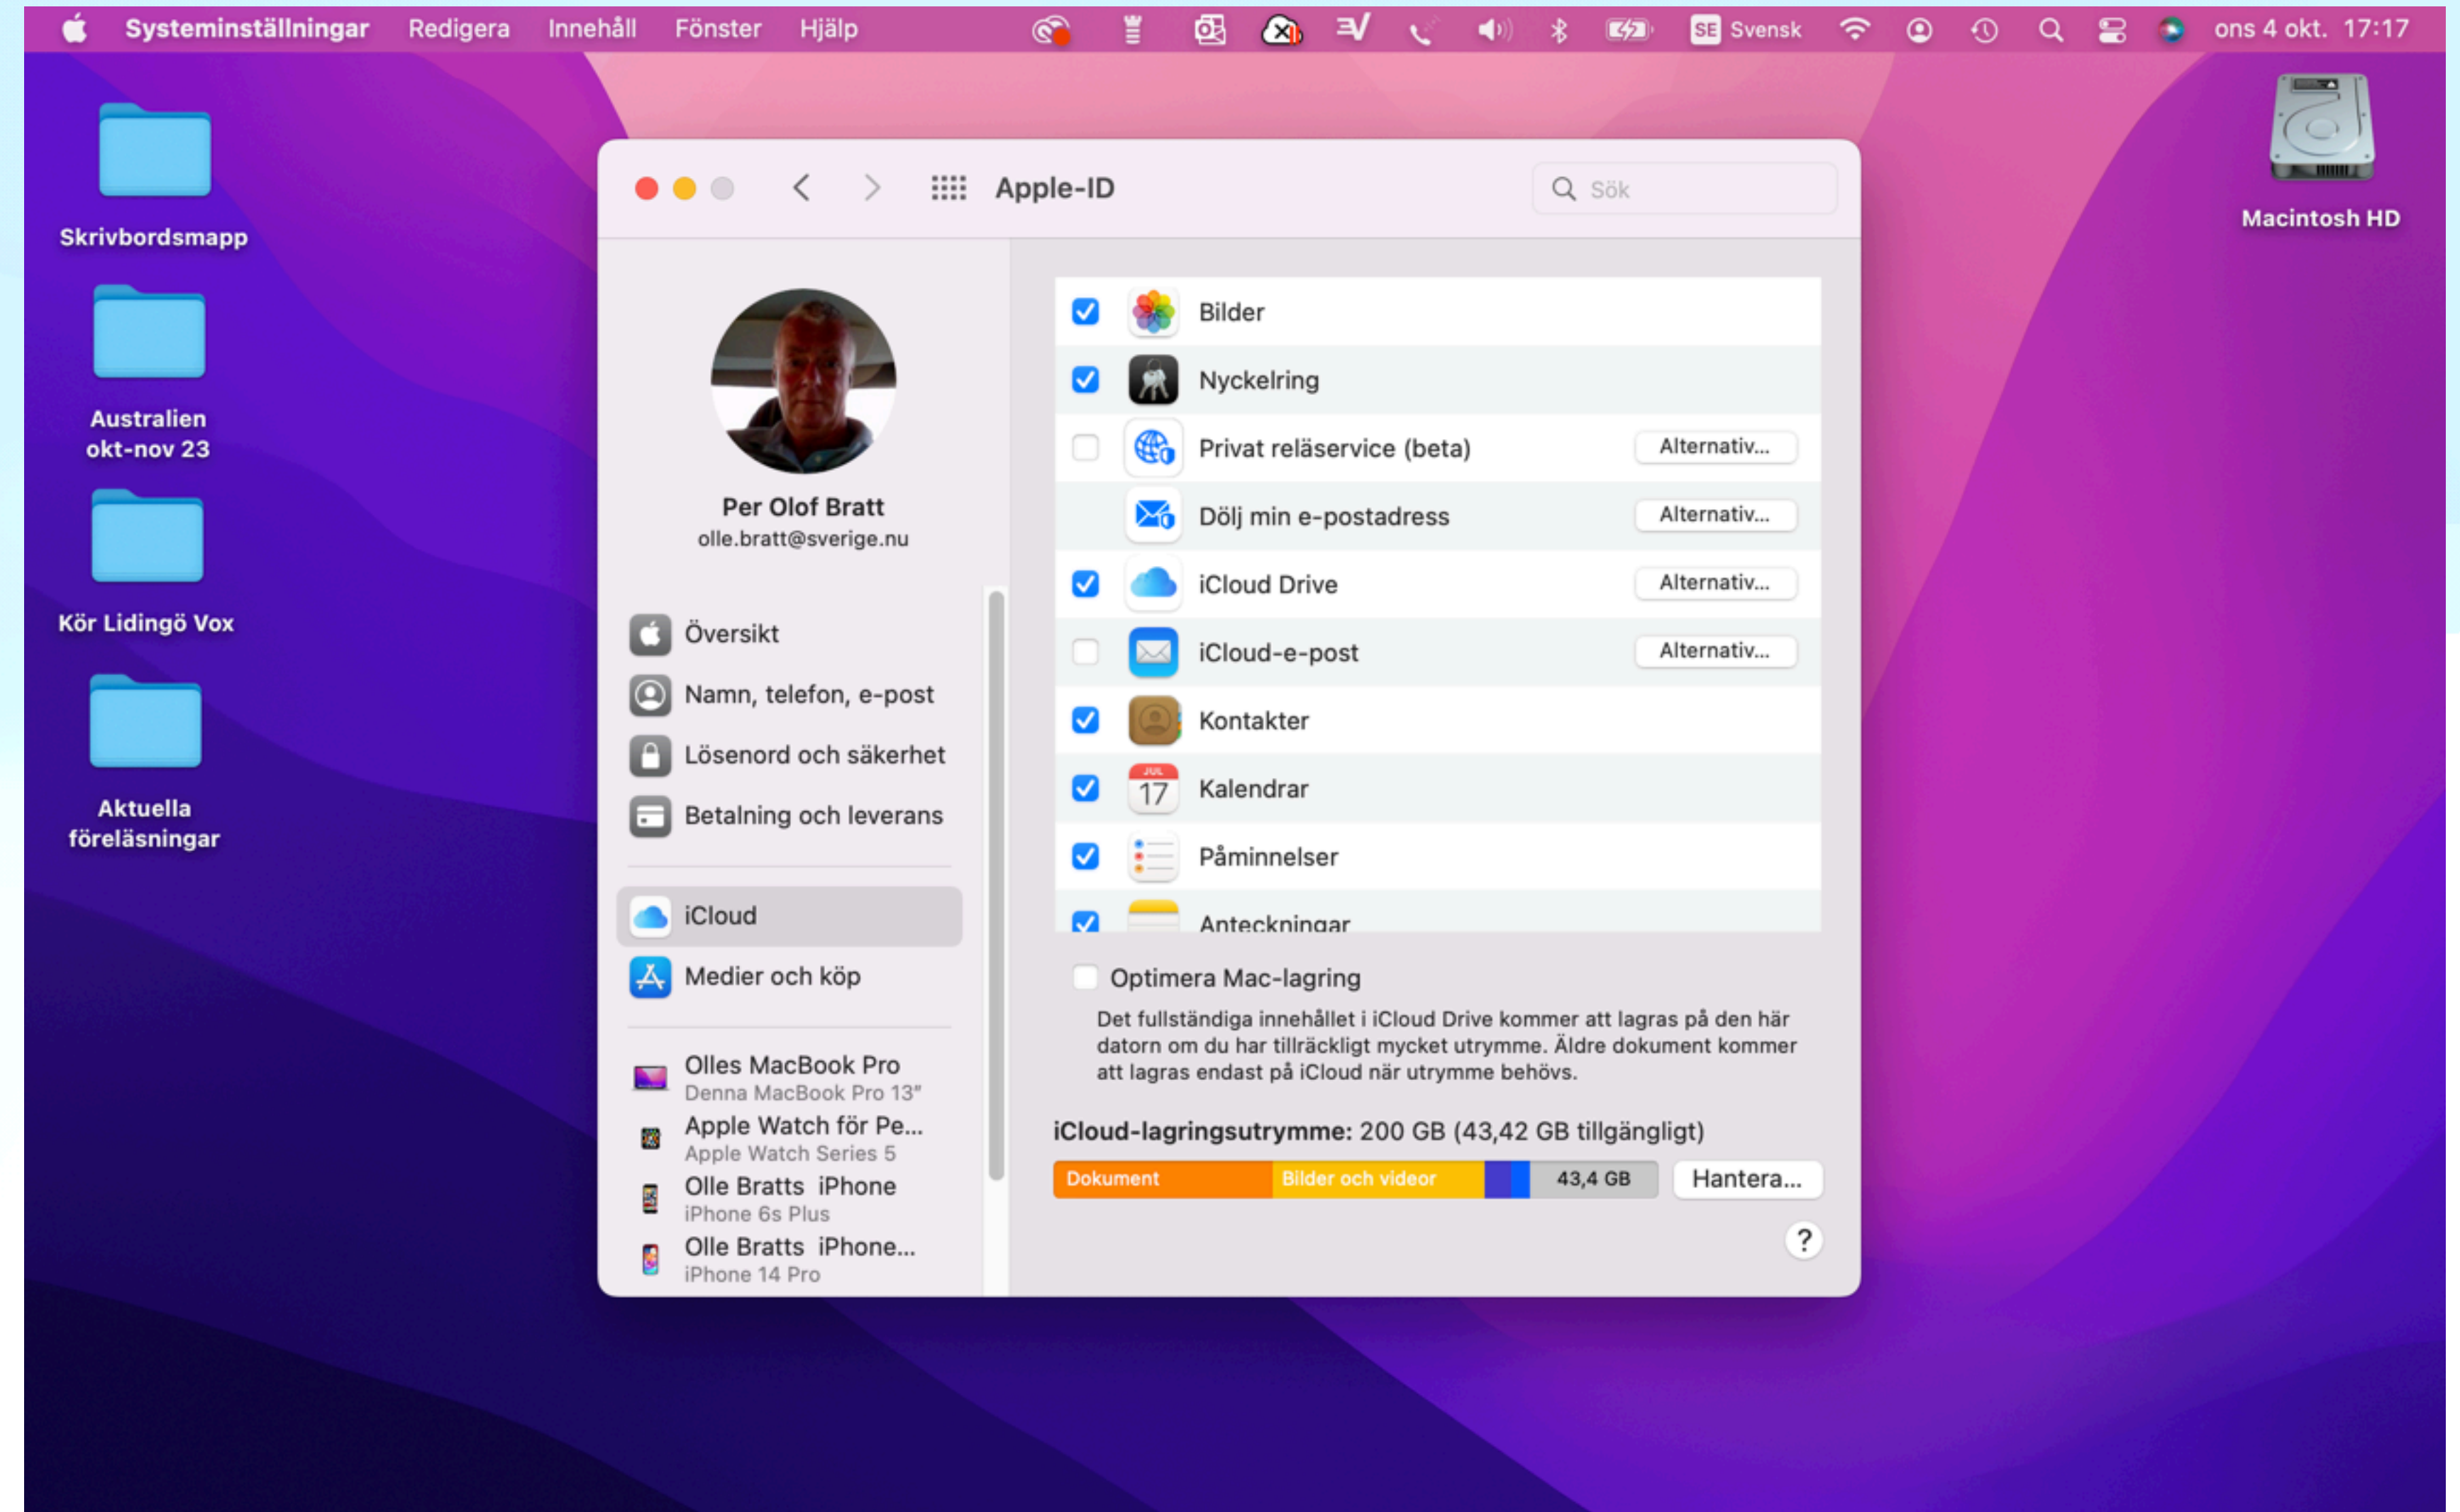 Systeminställningar Redigera Innehåll Fönster Hjälp SE Svensk ons 4 okt. 17:17
Skrivbordsmapp
Australien
okt-nov 23
Kör Lidingö Vox
Aktuella
föreläsningar
Macintosh HD
Apple-ID
Sök
Per Olof Bratt
olle.bratt@sverige.nu
Översikt
Namn, telefon, e-post
Lösenord och säkerhet
Betalning och leverans
iCloud
Medier och köp
Olles MacBook Pro
Denna MacBook Pro 13"
Apple Watch för Pe...
Apple Watch Series 5
Olle Bratts iPhone
iPhone 6s Plus
Olle Bratts iPhone...
iPhone 14 Pro
Bilder
Nyckelring
Privat reläservice (beta) Alternativ...
Dölj min e-postadress Alternativ...
iCloud Drive Alternativ...
iCloud-e-post Alternativ...
Kontakter
JUL
17
Kalendrar
Påminnelser
Anteckningar
Optimera Mac-lagring
Det fullständiga innehållet i iCloud Drive kommer att lagras på den här
datorn om du har tillräckligt mycket utrymme. Äldre dokument kommer
att lagras endast på iCloud när utrymme behövs.
iCloud-lagringsutrymme: 200 GB (43,42 GB tillgängligt)
Dokument Bilder och videor 43,4 GB Hantera...
?